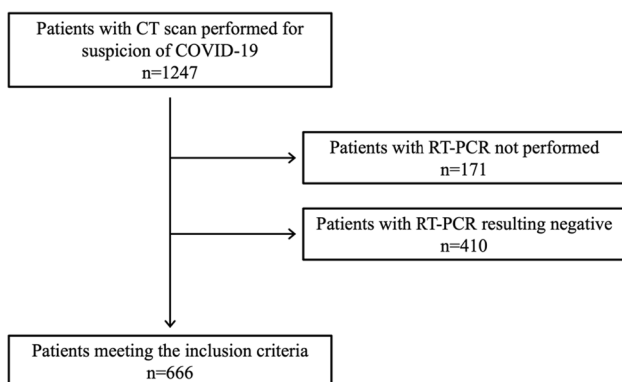 Patients with CT scan performed for
suspicion of COVID-19
n=1247
Patients with RT-PCR not performed
n=171
Patients with RT-PCR resulting negative
n=410
Patients meeting the inclusion criteria
n=666